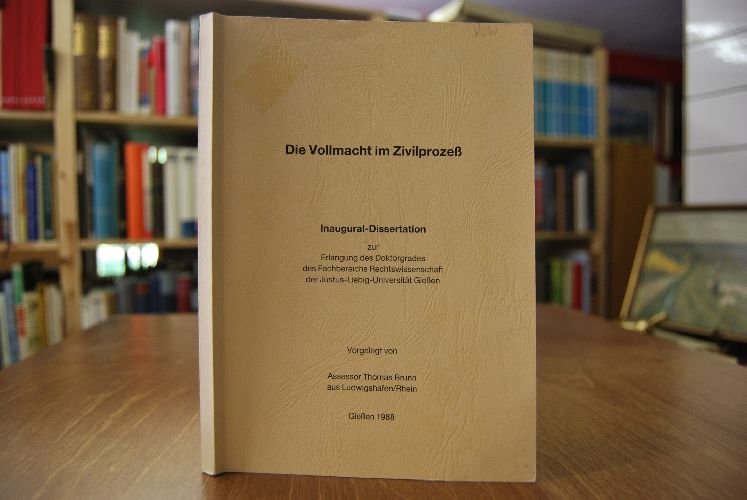 Die Vollmacht im Zivilprozeß
Inaugural-Dissertation
zur
Erlangung des Doktorgrades
des Fachbereichs Rechtswissenschaft
der Justus-Liebig-Universität Gießen
Vorgelegt von
Assessor Thomas Brunn
aus Ludwigshafen/Rhein
Gießen 1988